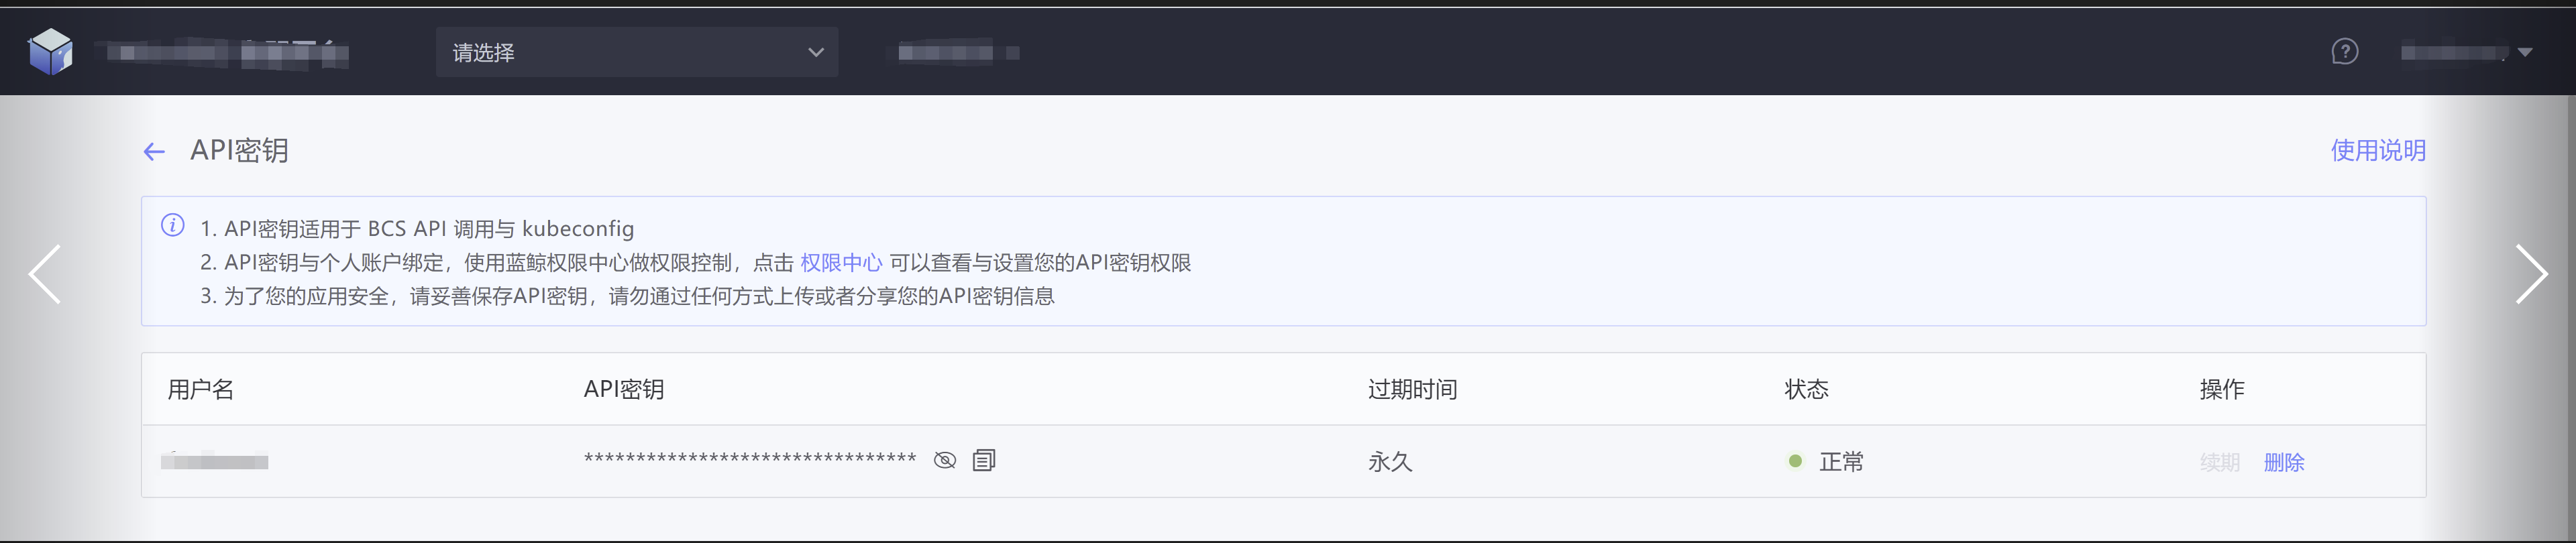 请选择
API密钥
使用说明
1. API密钥适用于 BCS API 调用与 kubeconfig
2. API密钥与个人账户绑定，使用蓝鲸权限中心做权限控制，点击 权限中心 可以查看与设置您的API密钥权限
3. 为了您的应用安全，请妥善保存API密钥，请勿通过任何方式上传或者分享您的API密钥信息
用户名 API密钥 过期时间 状态 操作
******************************** 永久 正常 续期 删除